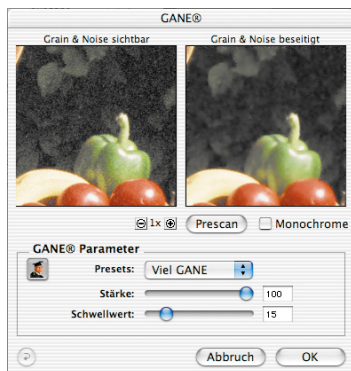 GANE®
Grain & Noise sichtbar
Grain & Noise beseitigt
1x
Prescan
Monochrome
GANE® Parameter
Presets: Viel GANE
Stärke: 100
Schwellwert: 15
Abbruch
OK